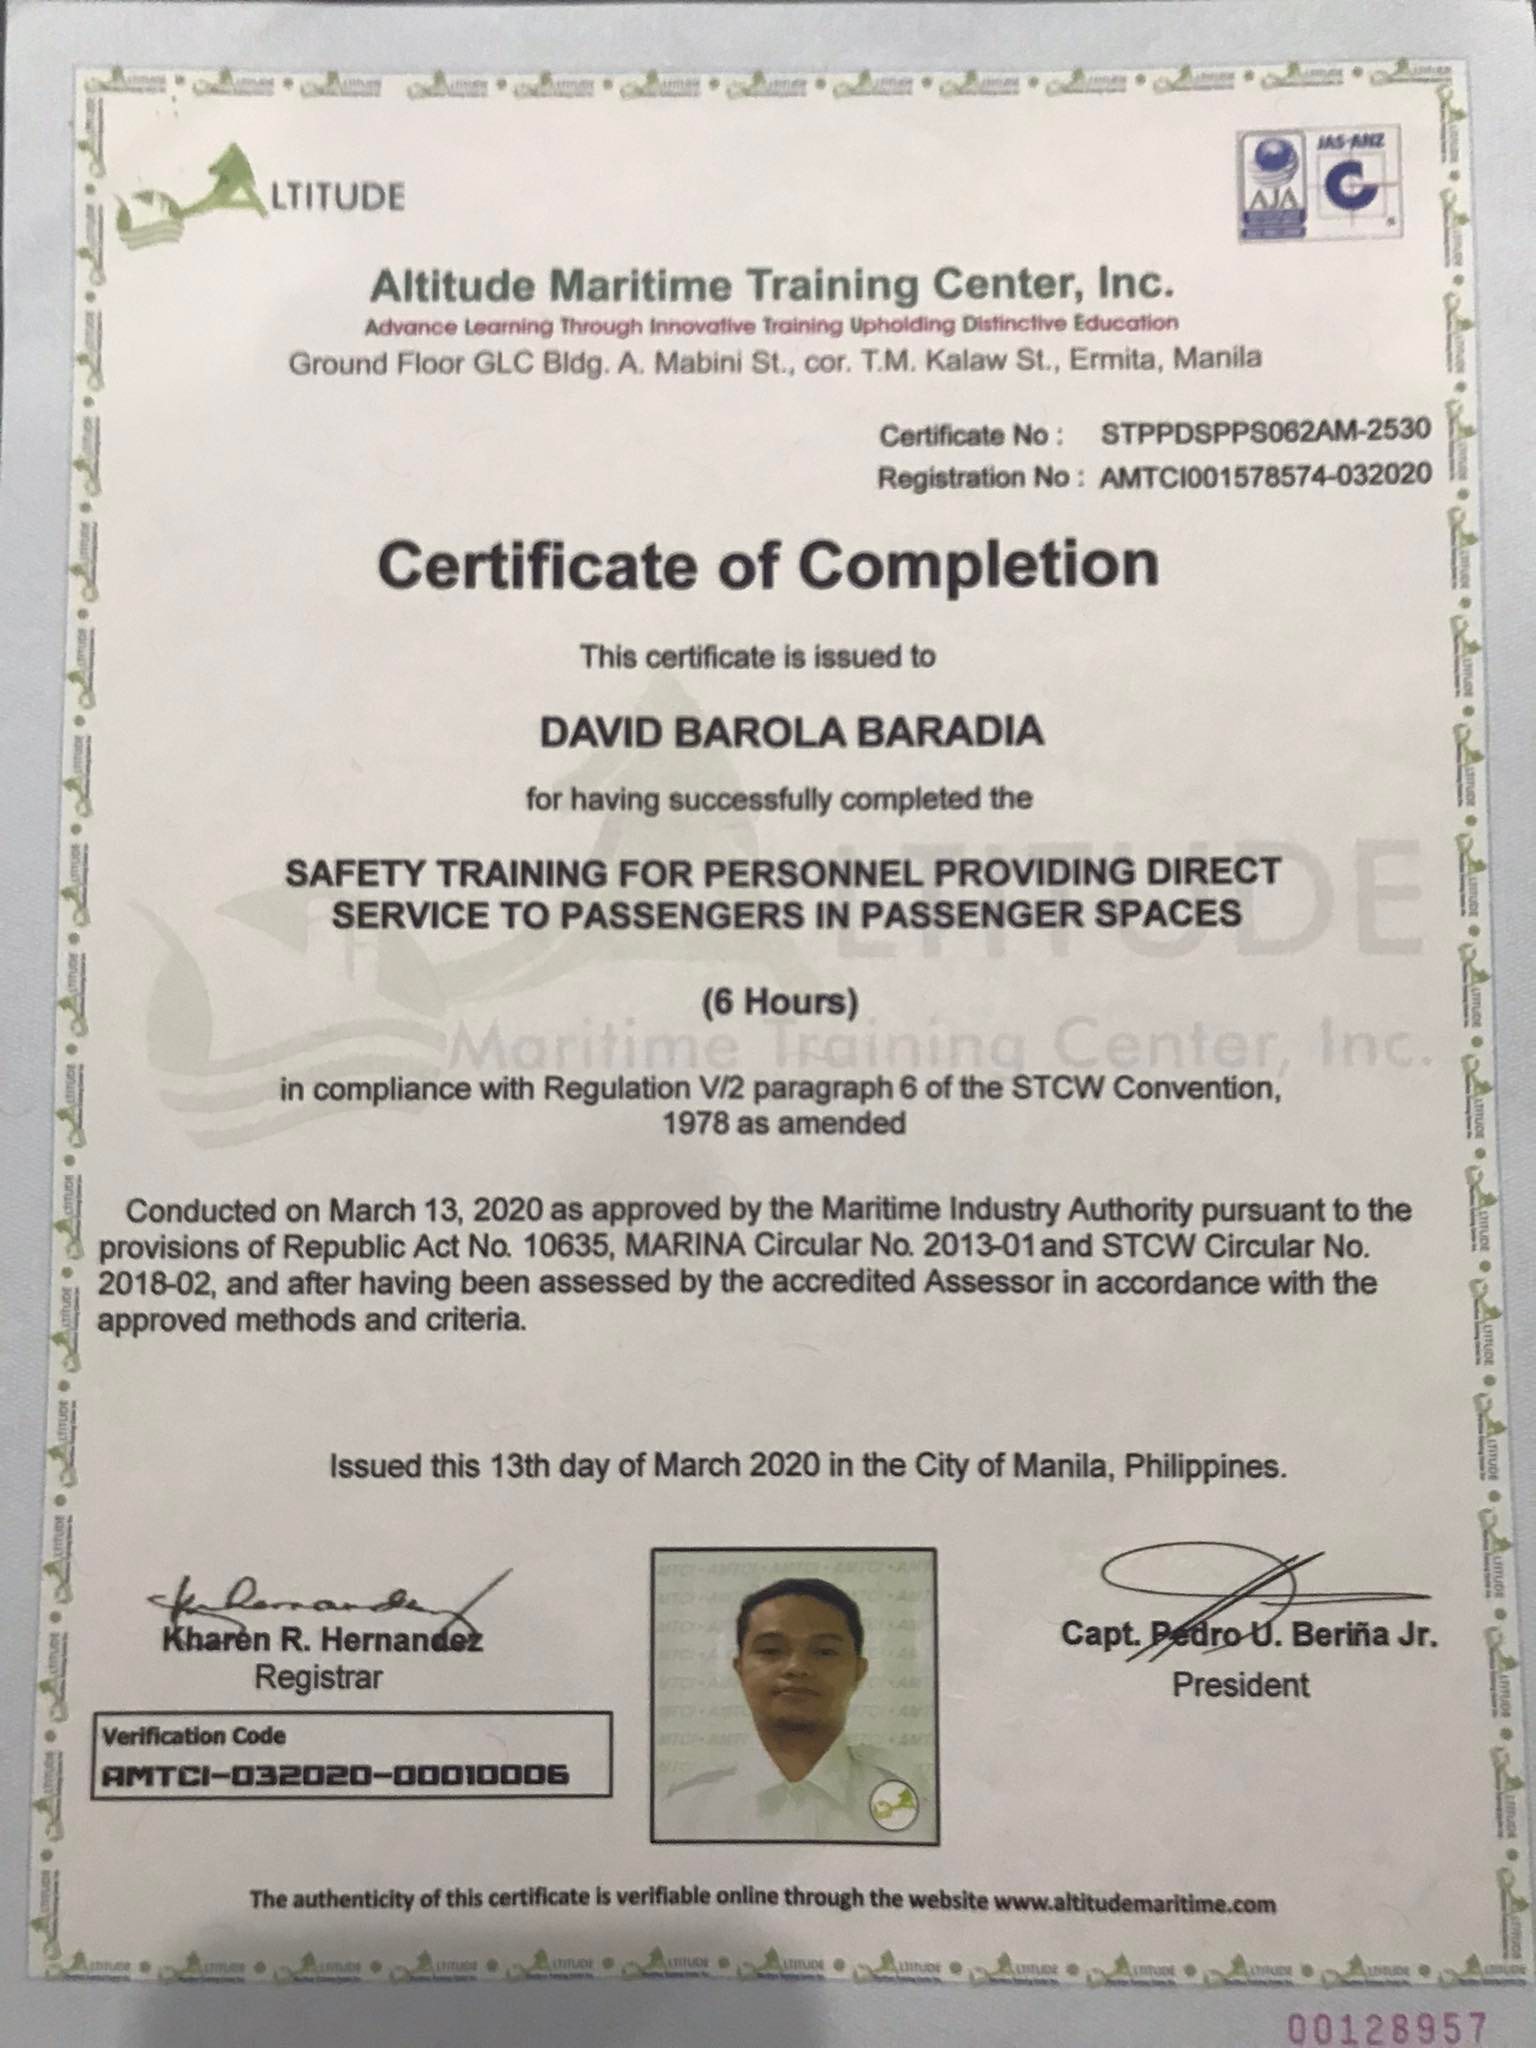 ALTITUDE
AJA
JAS-ANZ
Altitude Maritime Training Center, Inc.
Advance Learning Through Innovative Training Upholding Distinctive Education
Ground Floor GLC Bldg. A. Mabini St., cor. T.M. Kalaw St., Ermita, Manila
Certificate No : STPPDSPPS062AM-2530
Registration No : AMTCI001578574-032020
Certificate of Completion
This certificate is issued to
DAVID BAROLA BARADIA
for having successfully completed the
SAFETY TRAINING FOR PERSONNEL PROVIDING DIRECT
SERVICE TO PASSENGERS IN PASSENGER SPACES
ALTITUDE
(6 Hours)
Maritime Training Center, Inc.
in compliance with Regulation V/2 paragraph 6 of the STCW Convention,
1978 as amended
Conducted on March 13, 2020 as approved by the Maritime Industry Authority pursuant to the
provisions of Republic Act No. 10635, MARINA Circular No. 2013-01 and STCW Circular No.
2018-02, and after having been assessed by the accredited Assessor in accordance with the
approved methods and criteria.
Issued this 13th day of March 2020 in the City of Manila, Philippines.
Kharen R. Hernandez
Registrar
Capt. Pedro U. Beriña Jr.
President
Verification Code
AMTCI-032020-00010006
The authenticity of this certificate is verifiable online through the website www.altitudemaritime.com
00128957